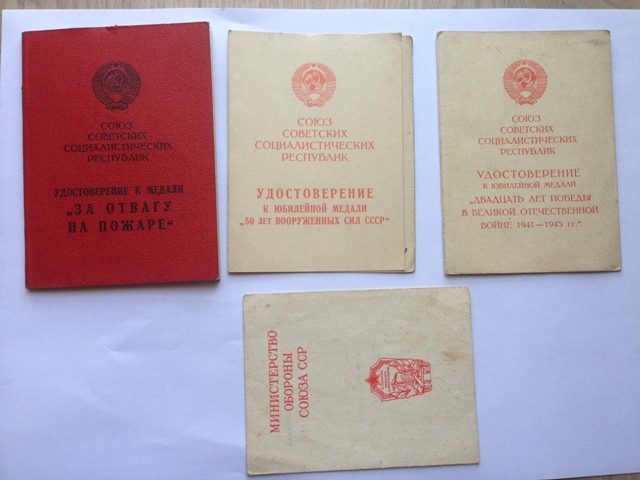 СОЮЗ
СОВЕТСКИХ
СОЦИАЛИСТИЧЕСКИХ
РЕСПУБЛИК
УДОСТОВЕРЕНИЕ К МЕДАЛИ
„ЗА ОТВАГУ
НА ПОЖАРЕ“
СОЮЗ
СОВЕТСКИХ
СОЦИАЛИСТИЧЕСКИХ
РЕСПУБЛИК
УДОСТОВЕРЕНИЕ
К ЮБИЛЕЙНОЙ МЕДАЛИ
„50 ЛЕТ ВООРУЖЕННЫХ СИЛ СССР“
СОЮЗ
СОВЕТСКИХ
СОЦИАЛИСТИЧЕСКИХ
РЕСПУБЛИК
УДОСТОВЕРЕНИЕ
К ЮБИЛЕЙНОЙ МЕДАЛИ
„ДВАДЦАТЬ ЛЕТ ПОБЕДЫ
В ВЕЛИКОЙ ОТЕЧЕСТВЕННОЙ
ВОЙНЕ 1941—1945 гг.“
МИНИСТЕРСТВО
ОБОРОНЫ
СОЮЗА ССР